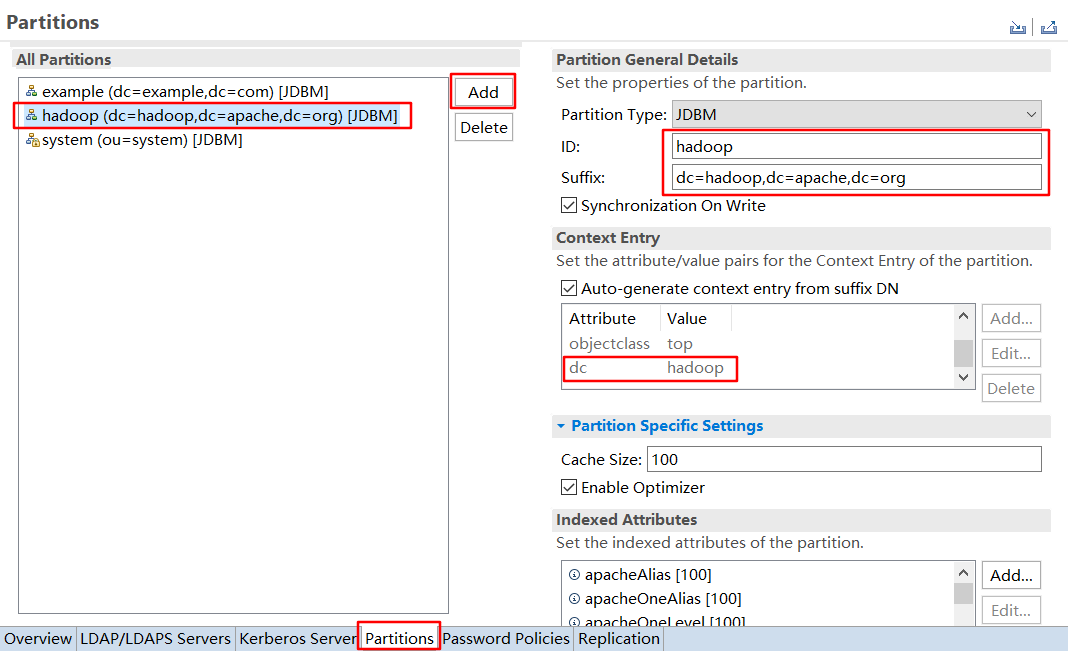 Partitions
All Partitions
example (dc=example,dc=com) [JDBM]
hadoop (dc=hadoop,dc=apache,dc=org) [JDBM]
system (ou=system) [JDBM]
Add
Delete
Partition General Details
Set the properties of the partition.
Partition Type: JDBM
ID: hadoop
Suffix: dc=hadoop,dc=apache,dc=org
Synchronization On Write
Context Entry
Set the attribute/value pairs for the Context Entry of the partition.
Auto-generate context entry from suffix DN
Attribute Value
objectclass top
dc hadoop
Add...
Edit...
Delete
Partition Specific Settings
Cache Size: 100
Enable Optimizer
Indexed Attributes
Set the indexed attributes of the partition.
apacheAlias [100]
apacheOneAlias [100]
apacheOneLevel [100]
Add...
Edit...
Overview LDAP/LDAPS Servers Kerberos Server Partitions Password Policies Replication